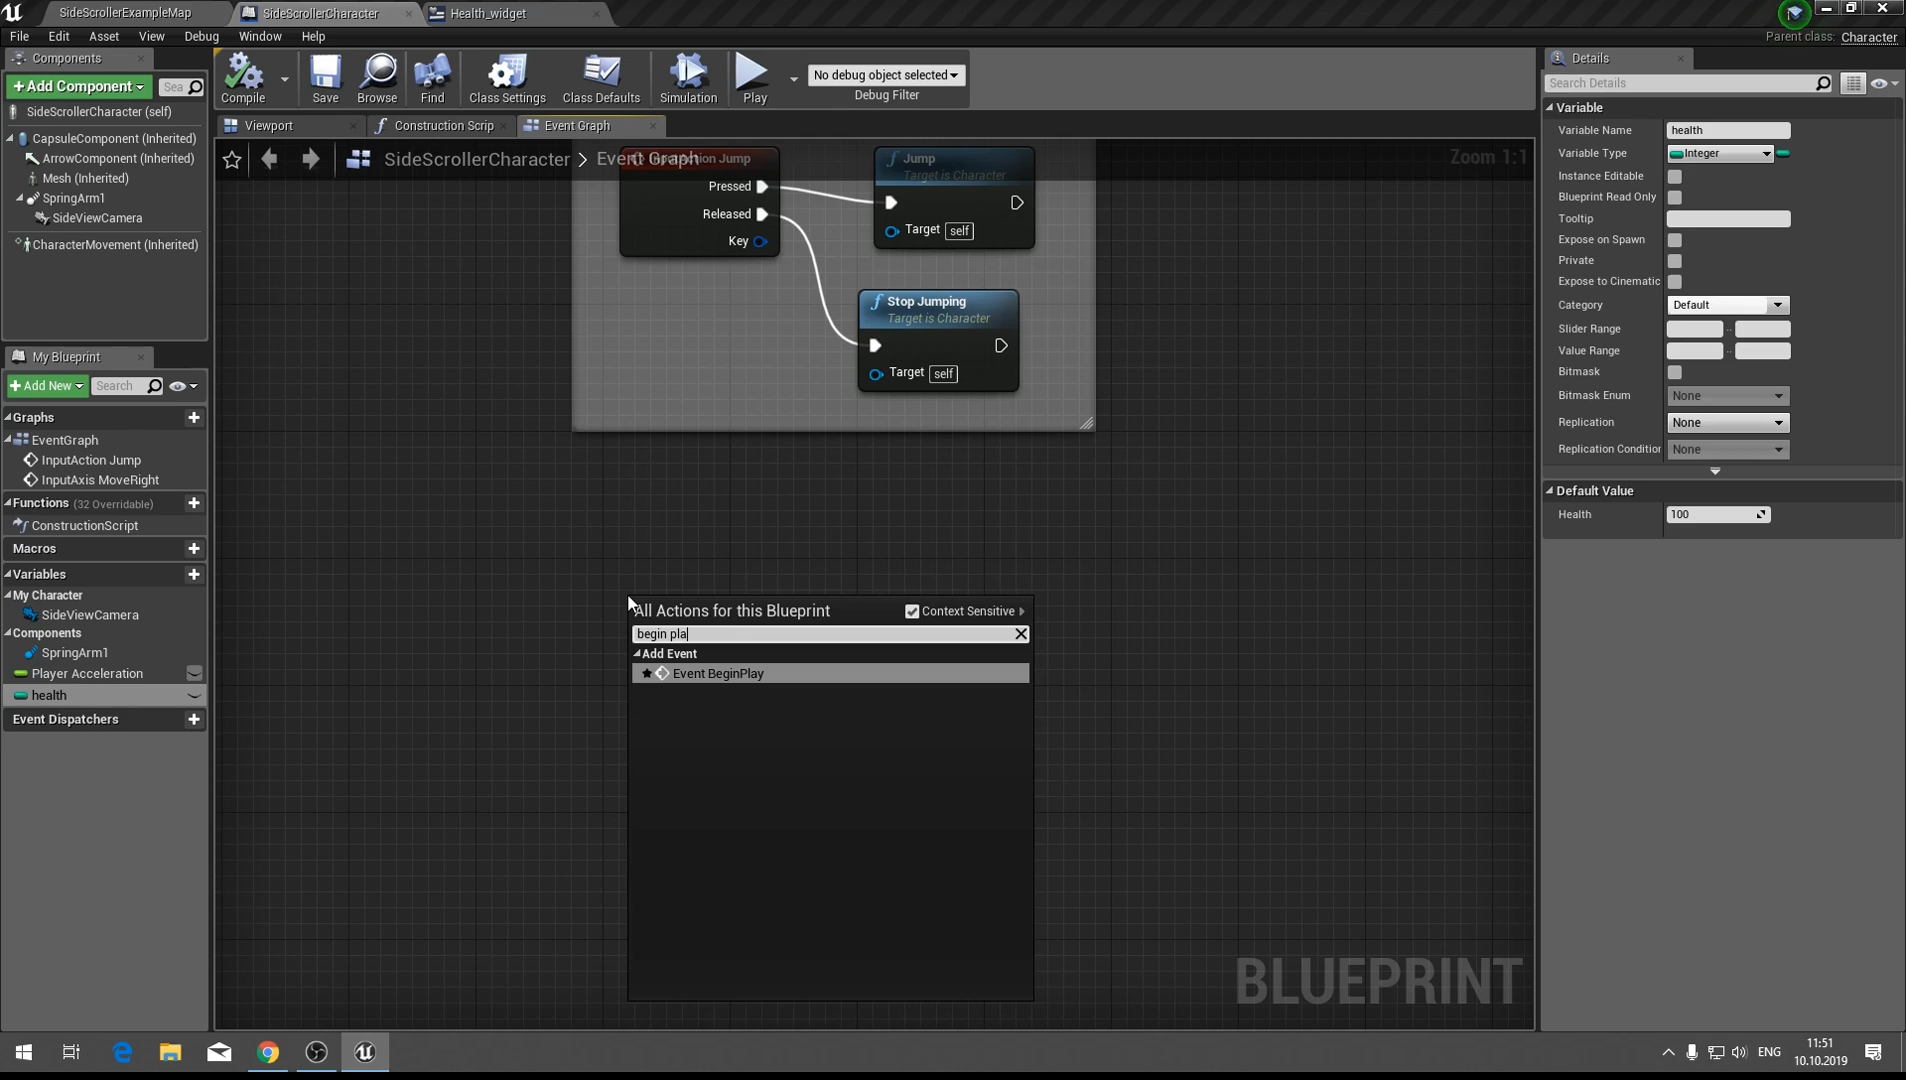 SideScrollerExampleMap
SideScrollerCharacter
Health_widget
File Edit Asset View Debug Window Help
Parent class: Character
Components
+Add Component
Sea
SideScrollerCharacter (self)
CapsuleComponent (Inherited)
ArrowComponent (Inherited)
Mesh (Inherited)
SpringArm1
SideViewCamera
CharacterMovement (Inherited)
My Blueprint
+Add New
Search
Graphs
EventGraph
InputAction Jump
InputAxis MoveRight
Functions (32 Overridable)
ConstructionScript
Macros
Variables
My Character
SideViewCamera
Components
SpringArm1
Player Acceleration
health
Event Dispatchers
Compile
Save
Browse
Find
Class Settings
Class Defaults
Simulation
Play
No debug object selected
Debug Filter
Viewport
Construction Scrip
Event Graph
SideScrollerCharacter > Event Graph
Zoom 1:1
InputAction Jump
Pressed
Released
Key
Jump
Target is Character
Target self
Stop Jumping
Target is Character
Target self
All Actions for this Blueprint
Context Sensitive
begin pla
Add Event
Event BeginPlay
BLUEPRINT
Details
Search Details
Variable
Variable Name health
Variable Type Integer
Instance Editable
Blueprint Read Only
Tooltip
Expose on Spawn
Private
Expose to Cinematic
Category Default
Slider Range
Value Range
Bitmask
Bitmask Enum None
Replication None
Replication Condition None
Default Value
Health 100
ENG
11:51
10.10.2019